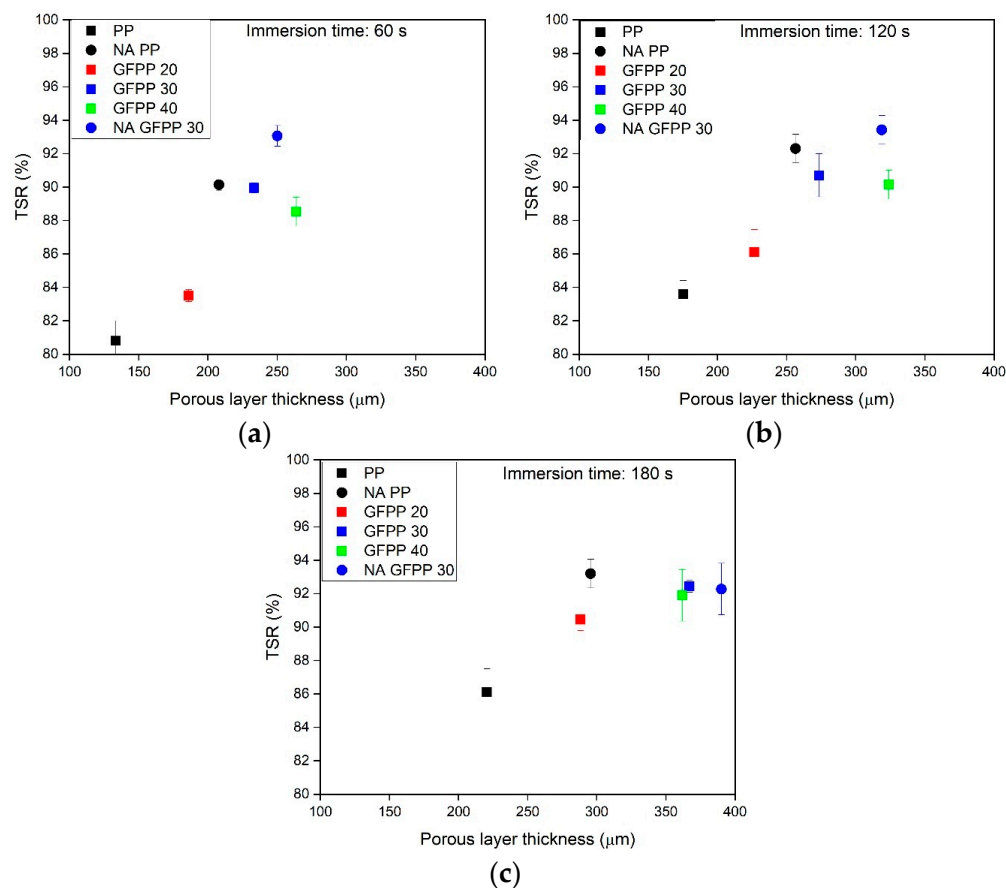 PP
NA PP
GFPP 20
GFPP 30
GFPP 40
NA GFPP 30
Immersion time: 60 s
TSR (%)
100
98
96
94
92
90
88
86
84
82
80
100 150 200 250 300 350 400
Porous layer thickness (μm)
(a)
PP
NA PP
GFPP 20
GFPP 30
GFPP 40
NA GFPP 30
Immersion time: 120 s
TSR (%)
100
98
96
94
92
90
88
86
84
82
80
100 150 200 250 300 350 400
Porous layer thickness (μm)
(b)
PP
NA PP
GFPP 20
GFPP 30
GFPP 40
NA GFPP 30
Immersion time: 180 s
TSR (%)
100
98
96
94
92
90
88
86
84
82
80
100 150 200 250 300 350 400
Porous layer thickness (μm)
(c)